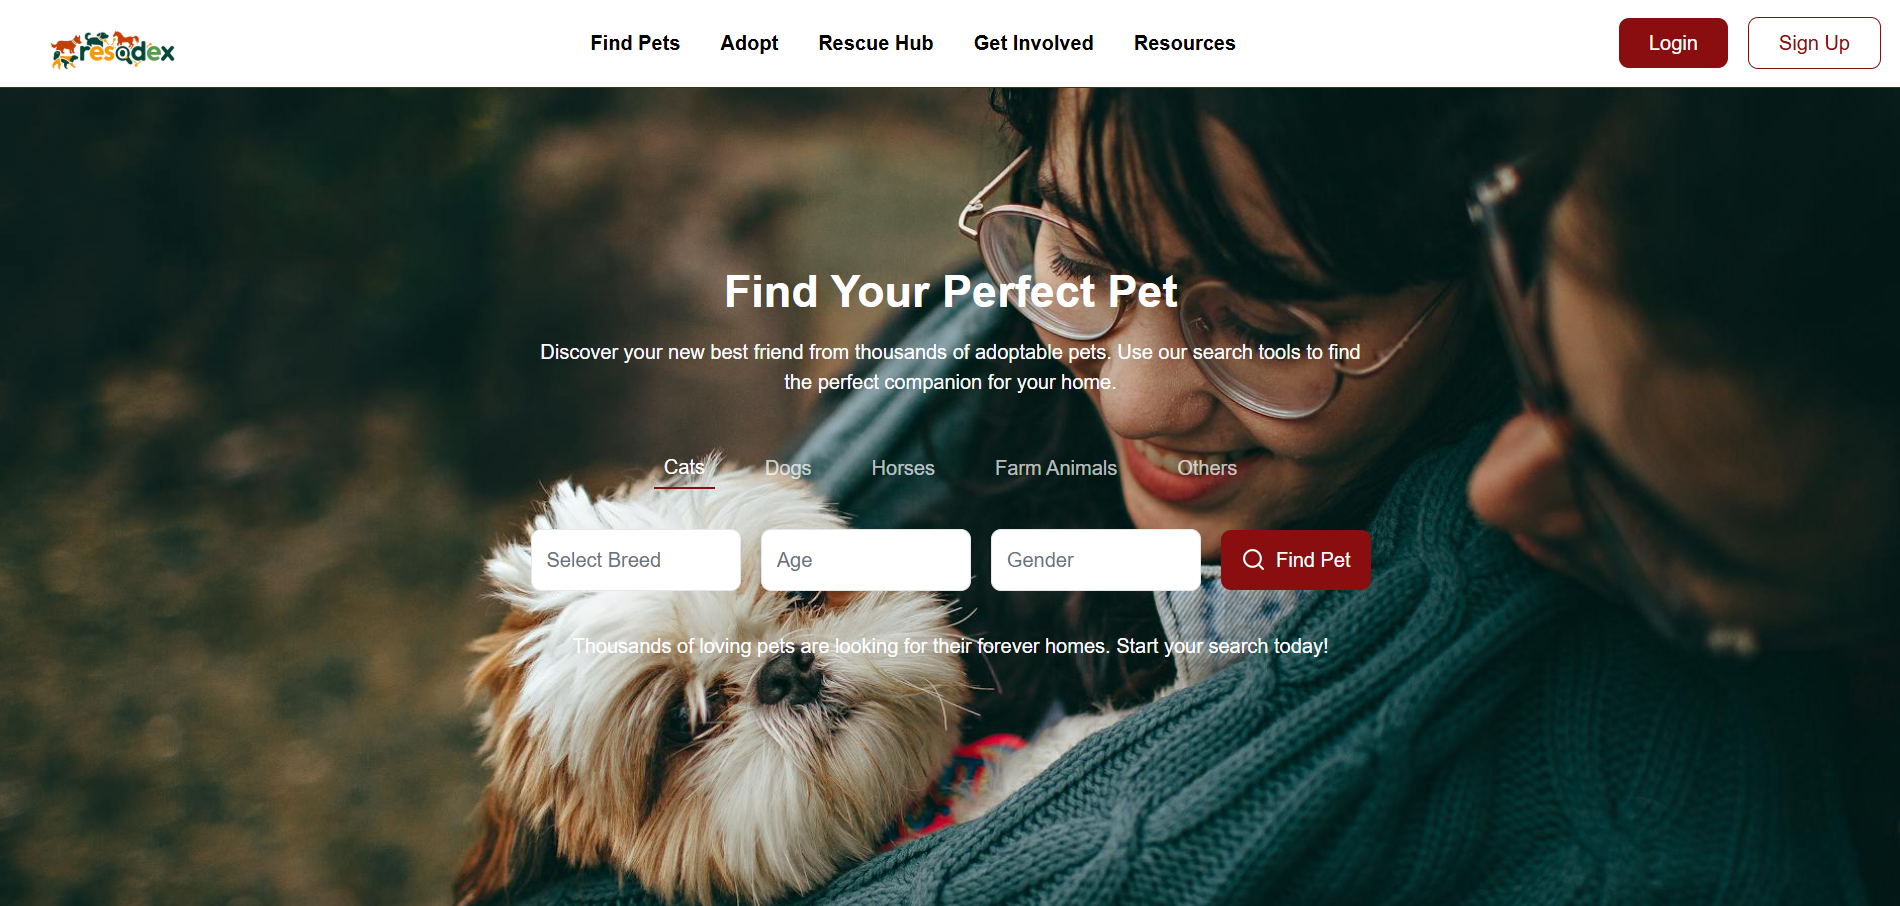 resqdex
Find Pets
Adopt
Rescue Hub
Get Involved
Resources
Login
Sign Up
Find Your Perfect Pet
Discover your new best friend from thousands of adoptable pets. Use our search tools to find
the perfect companion for your home.
Cats
Dogs
Horses
Farm Animals
Others
Select Breed
Age
Gender
Find Pet
Thousands of loving pets are looking for their forever homes. Start your search today!